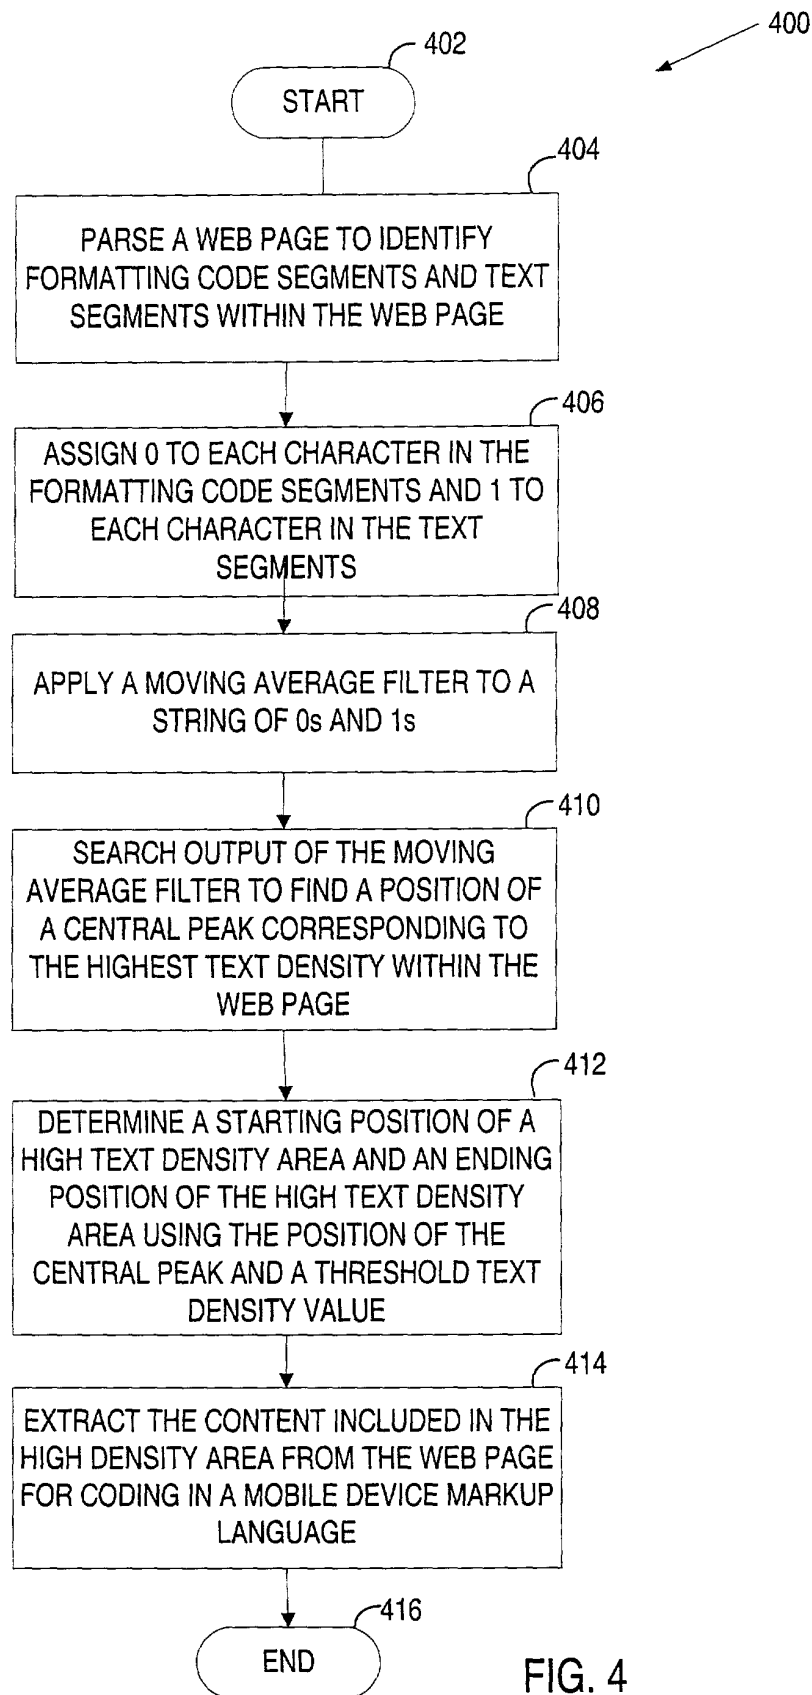 400
402
START
404
PARSE A WEB PAGE TO IDENTIFY
FORMATTING CODE SEGMENTS AND TEXT
SEGMENTS WITHIN THE WEB PAGE
406
ASSIGN 0 TO EACH CHARACTER IN THE
FORMATTING CODE SEGMENTS AND 1 TO
EACH CHARACTER IN THE TEXT
SEGMENTS
408
APPLY A MOVING AVERAGE FILTER TO A
STRING OF 0s AND 1s
410
SEARCH OUTPUT OF THE MOVING
AVERAGE FILTER TO FIND A POSITION OF
A CENTRAL PEAK CORRESPONDING TO
THE HIGHEST TEXT DENSITY WITHIN THE
WEB PAGE
412
DETERMINE A STARTING POSITION OF A
HIGH TEXT DENSITY AREA AND AN ENDING
POSITION OF THE HIGH TEXT DENSITY
AREA USING THE POSITION OF THE
CENTRAL PEAK AND A THRESHOLD TEXT
DENSITY VALUE
414
EXTRACT THE CONTENT INCLUDED IN THE
HIGH DENSITY AREA FROM THE WEB PAGE
FOR CODING IN A MOBILE DEVICE MARKUP
LANGUAGE
416
END
FIG. 4